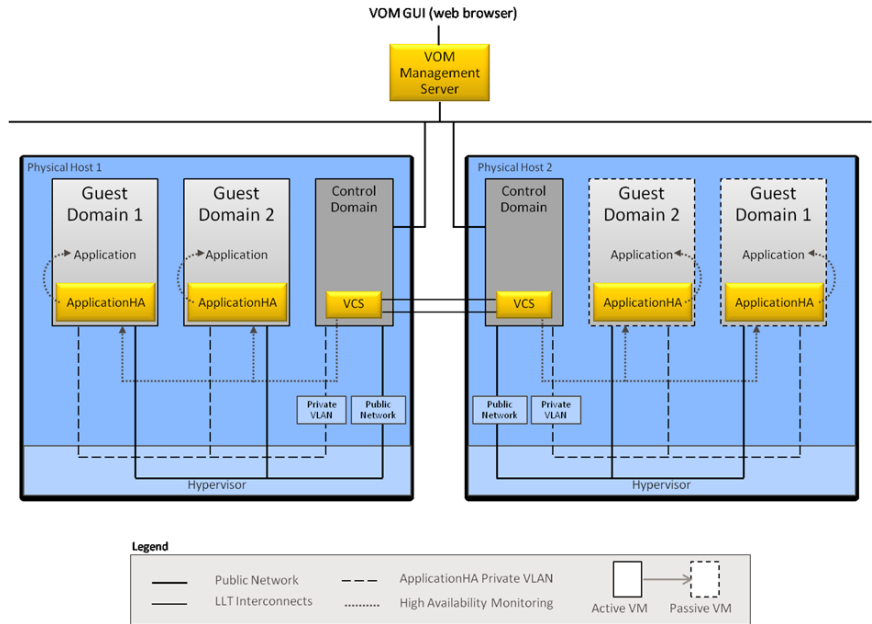 VOM GUI (web browser)
VOM
Management
Server
Physical Host 1
Guest
Domain 1
Application
ApplicationHA
Guest
Domain 2
Application
ApplicationHA
Control
Domain
VCS
Private
VLAN
Public
Network
Hypervisor
Physical Host 2
Control
Domain
VCS
Guest
Domain 2
Application
ApplicationHA
Guest
Domain 1
Application
ApplicationHA
Public
Network
Private
VLAN
Hypervisor
Legend
Public Network
LLT Interconnects
ApplicationHA Private VLAN
High Availability Monitoring
Active VM
Passive VM